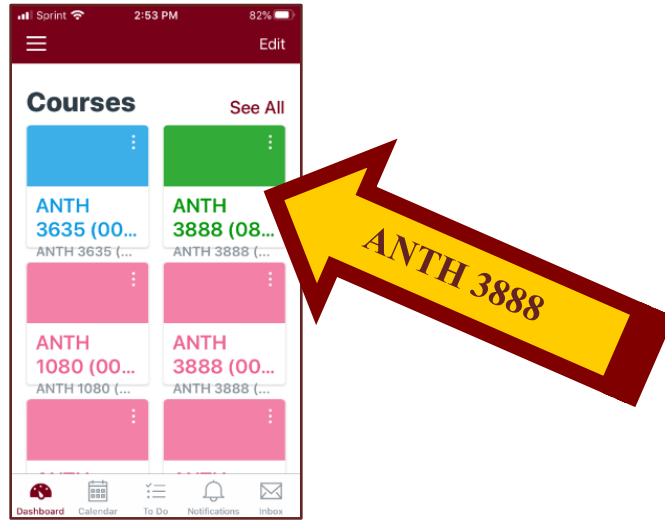 Sprint 2:53 PM 82%
Edit
Courses See All
ANTH
3635 (00...
ANTH 3635 (...
ANTH
3888 (08...
ANTH 3888 (...
ANTH
1080 (00...
ANTH 1080 (...
ANTH
3888 (00...
ANTH 3888 (...
Dashboard Calendar To Do Notifications Inbox
ANTH 3888